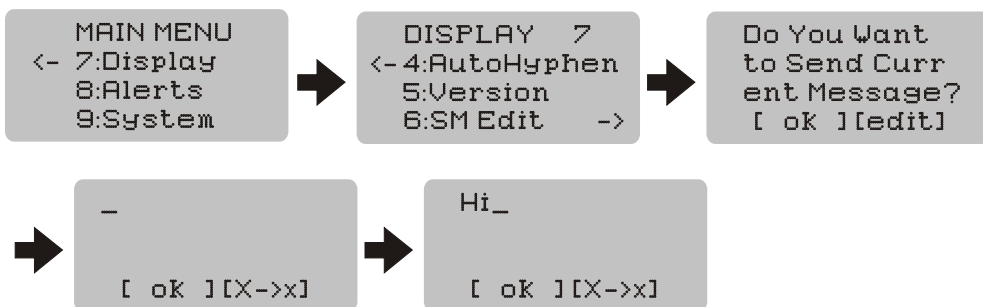 MAIN MENU
<- 7:Display
8:Alerts
9:System
DISPLAY 7
<- 4:AutoHyphen
5:Version
6:SM Edit ->
Do You Want
to Send Curr
ent Message?
[ ok ][edit]
_
[ ok ][X->x]
Hi_
[ ok ][X->x]